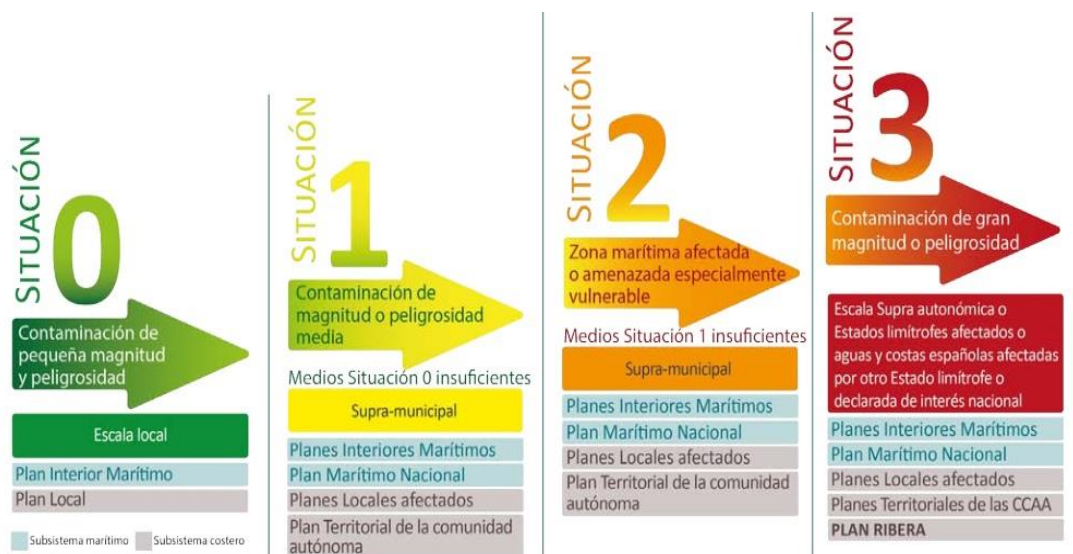 SITUACIÓN
0
Contaminación de
pequeña magnitud
y peligrosidad
Escala local
Plan Interior Marítimo
Plan Local
Subsistema marítimo
Subsistema costero
SITUACIÓN
1
Contaminación de
magnitud o peligrosidad
media
Medios Situación 0 insuficientes
Supra-municipal
Planes Interiores Marítimos
Plan Marítimo Nacional
Planes Locales afectados
Plan Territorial de la comunidad
autónoma
SITUACIÓN
2
Zona marítima afectada
o amenazada especialmente
vulnerable
Medios Situación 1 insuficientes
Supra-municipal
Planes Interiores Marítimos
Plan Marítimo Nacional
Planes Locales afectados
Plan Territorial de la comunidad
autónoma
SITUACIÓN
3
Contaminación de gran
magnitud o peligrosidad
Escala Supra autonómica o
Estados limítrofes afectados o
aguas y costas españolas afectadas
por otro Estado limítrofe o
declarada de interés nacional
Planes Interiores Marítimos
Plan Marítimo Nacional
Planes Locales afectados
Planes Territoriales de las CCAA
PLAN RIBERA